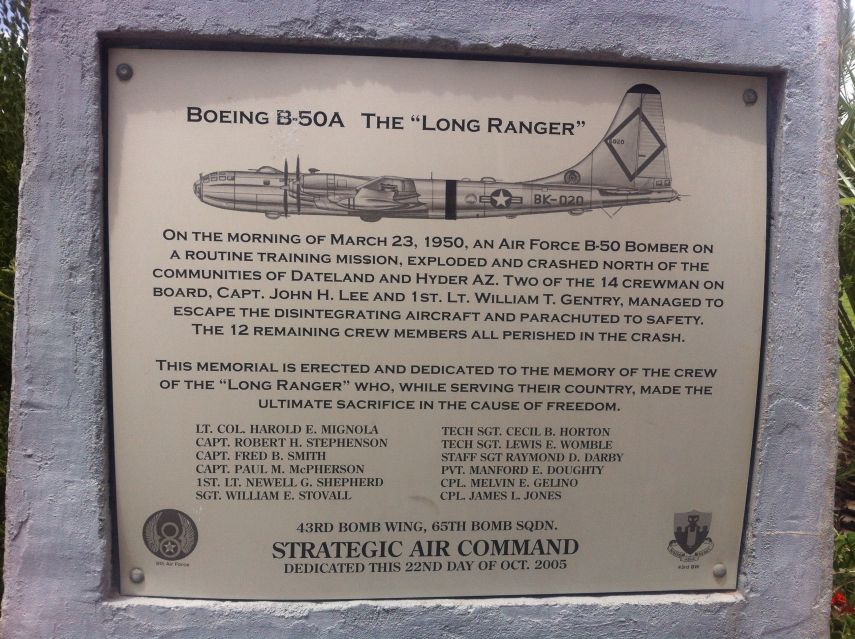 BOEING B-50A THE "LONG RANGER"
BK-020
ON THE MORNING OF MARCH 23, 1950, AN AIR FORCE B-50 BOMBER ON
A ROUTINE TRAINING MISSION, EXPLODED AND CRASHED NORTH OF THE
COMMUNITIES OF DATELAND AND HYDER AZ. TWO OF THE 14 CREWMAN ON
BOARD, CAPT. JOHN H. LEE AND 1ST. LT. WILLIAM T. GENTRY, MANAGED TO
ESCAPE THE DISINTEGRATING AIRCRAFT AND PARACHUTED TO SAFETY.
THE 12 REMAINING CREW MEMBERS ALL PERISHED IN THE CRASH.
THIS MEMORIAL IS ERECTED AND DEDICATED TO THE MEMORY OF THE CREW
OF THE "LONG RANGER" WHO, WHILE SERVING THEIR COUNTRY, MADE THE
ULTIMATE SACRIFICE IN THE CAUSE OF FREEDOM.
LT. COL. HAROLD E. MIGNOLA
CAPT. ROBERT H. STEPHENSON
CAPT. FRED B. SMITH
CAPT. PAUL M. McPHERSON
1ST. LT. NEWELL G. SHEPHERD
SGT. WILLIAM E. STOVALL
TECH SGT. CECIL B. HORTON
TECH SGT. LEWIS E. WOMBLE
STAFF SGT RAYMOND D. DARBY
PVT. MANFORD E. DOUGHTY
CPL. MELVIN E. GELINO
CPL. JAMES L. JONES
43RD BOMB WING, 65TH BOMB SQDN.
STRATEGIC AIR COMMAND
DEDICATED THIS 22ND DAY OF OCT. 2005
8th Air Force
43rd BW